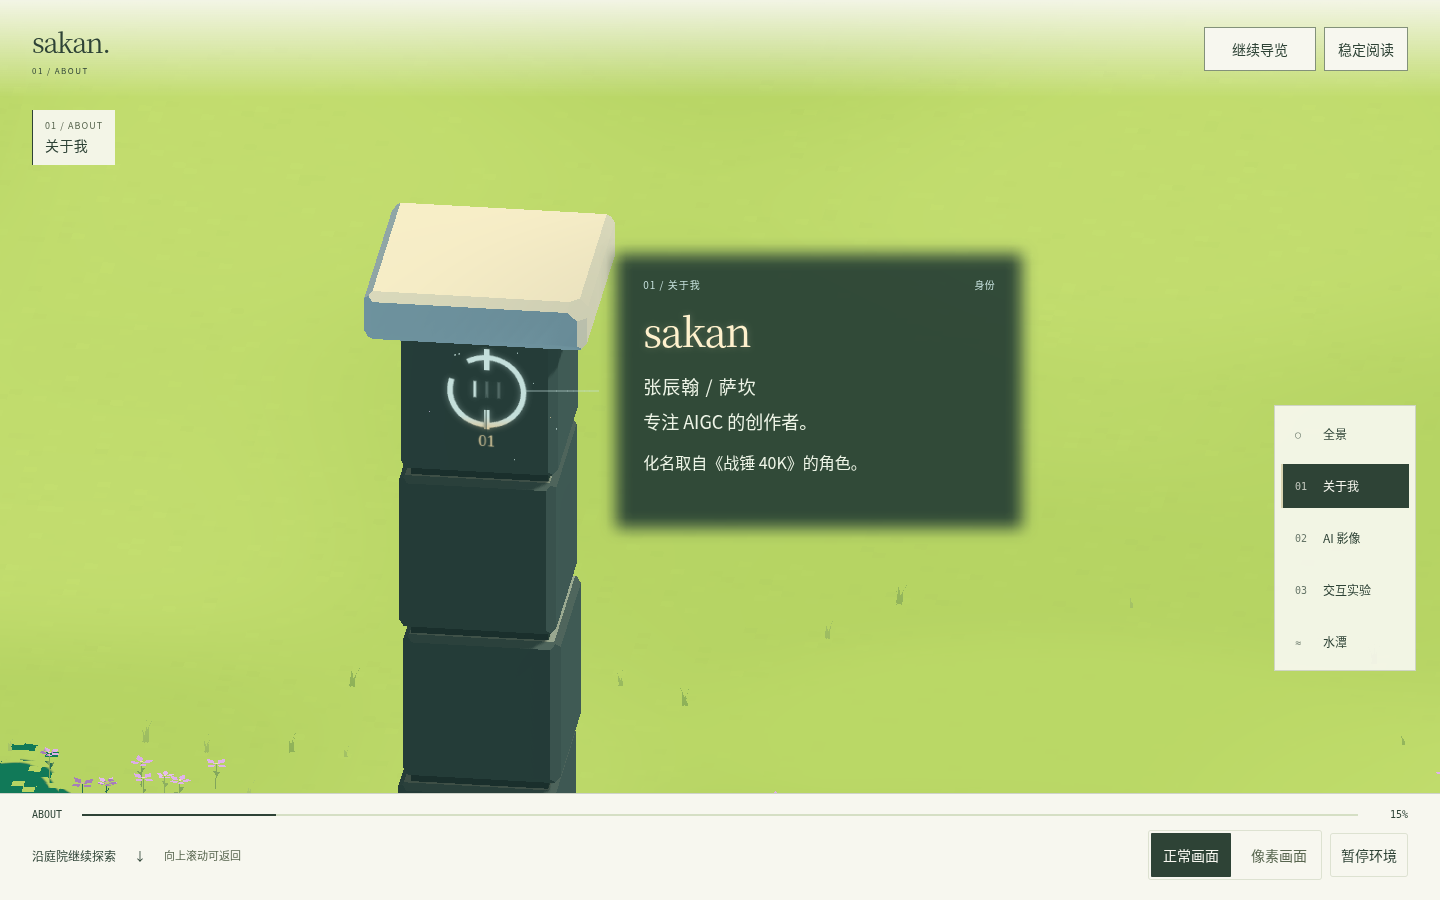 sakan.
01 / ABOUT
继续导览
稳定阅读
01 / ABOUT
关于我
01 / 关于我
身份
sakan
张辰翰 / 萨坎
专注 AIGC 的创作者。
化名取自《战锤 40K》的角色。
01
○ 全景
01 关于我
02 AI 影像
03 交互实验
≈ 水潭
ABOUT
15%
沿庭院继续探索 ↓ 向上滚动可返回
正常画面
像素画面
暂停环境